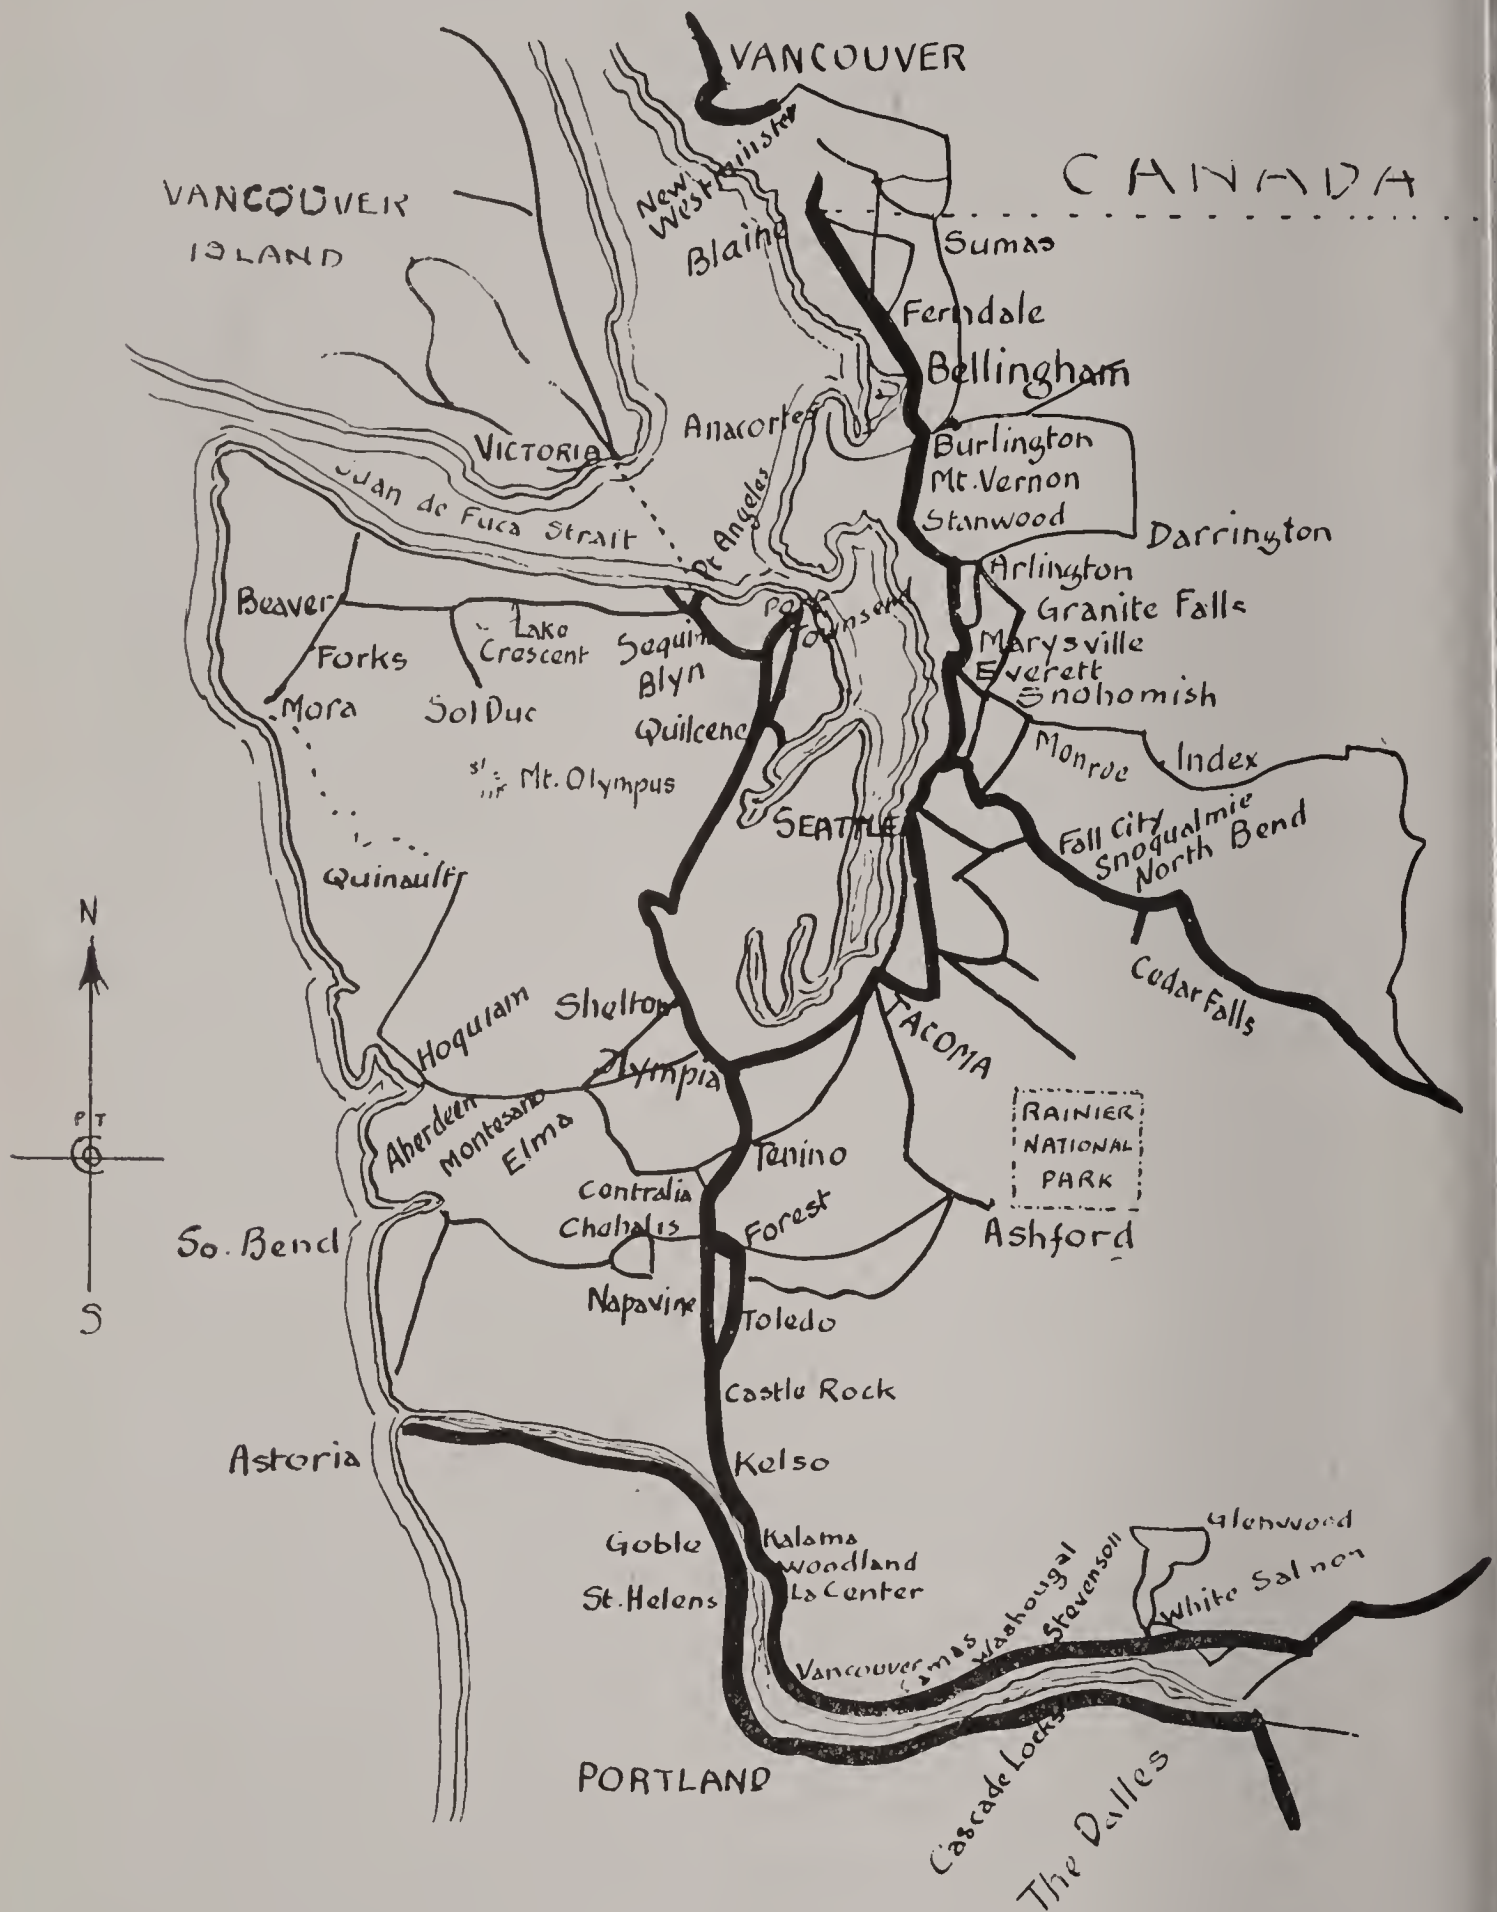 VANCOUVER
CANADA
New
Westminster
VANCOUVER
ISLAND
Blaine
Sumas
Ferndale
Bellingham
Anacortes
VICTORIA
Burlington
Mt. Vernon
Stanwood
Juan de Fuca Strait
Pt Angeles
Darrington
Arlington
Granite Falls
Beaver
Port
Townsend
Lake
Crescent
Sequim
Blyn
Forks
Marysville
Everett
Snohomish
Mora
Sol Duc
Quilcene
Monroe
Index
Mt. Olympus
SEATTLE
Fall City
Snoqualmie
North Bend
Quinault
N
Cedar Falls
Shelton
Hoquiam
TACOMA
Olympia
PT
Aberdeen
Montesano
Elma
RAINIER
NATIONAL
PARK
Tenino
Centralia
Chehalis
Forest
Ashford
So. Bend
S
Napavine
Toledo
Castle Rock
Astoria
Kelso
Goble
Kalama
Woodland
La Center
St. Helens
Glenwood
White Salmon
Stevenson
Washougal
Camas
Vancouver
PORTLAND
Cascade Locks
The Dalles